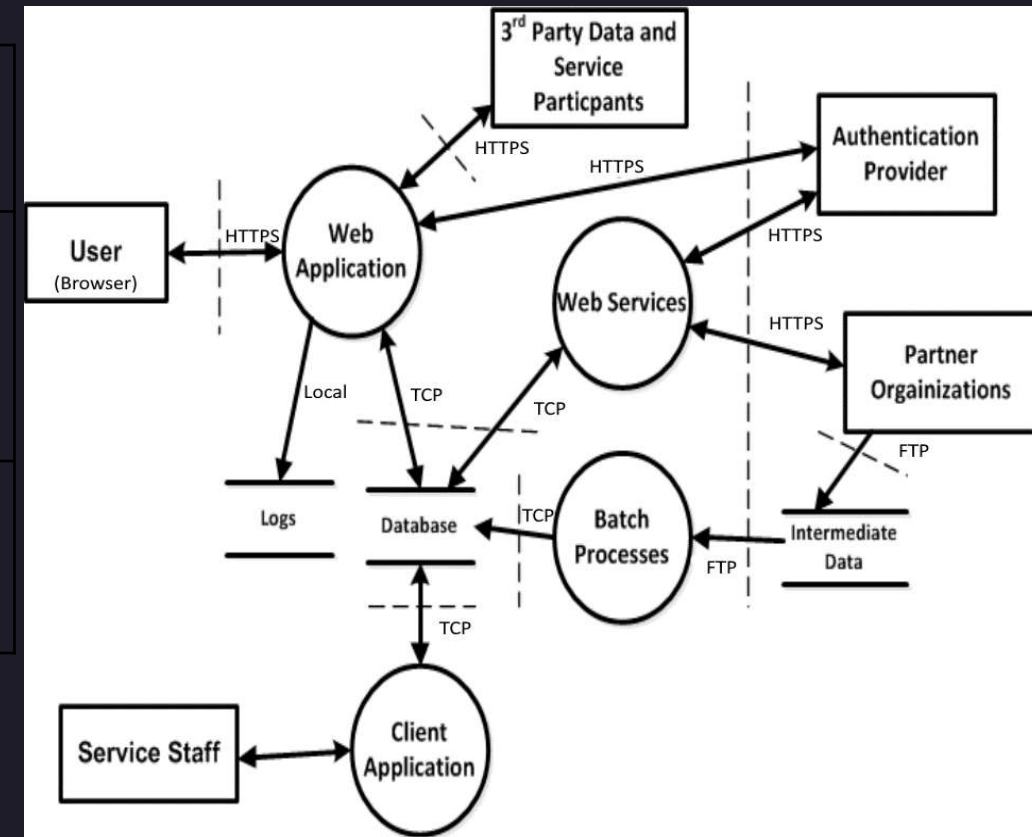 3rd Party Data and
Service
Particpants
HTTPS
Authentication
Provider
HTTPS
User
(Browser)
HTTPS
Web
Application
HTTPS
Web Services
HTTPS
Partner
Orgainizations
Local
TCP
TCP
FTP
Logs
Database
TCP
Batch
Processes
FTP
Intermediate
Data
TCP
Service Staff
Client
Application